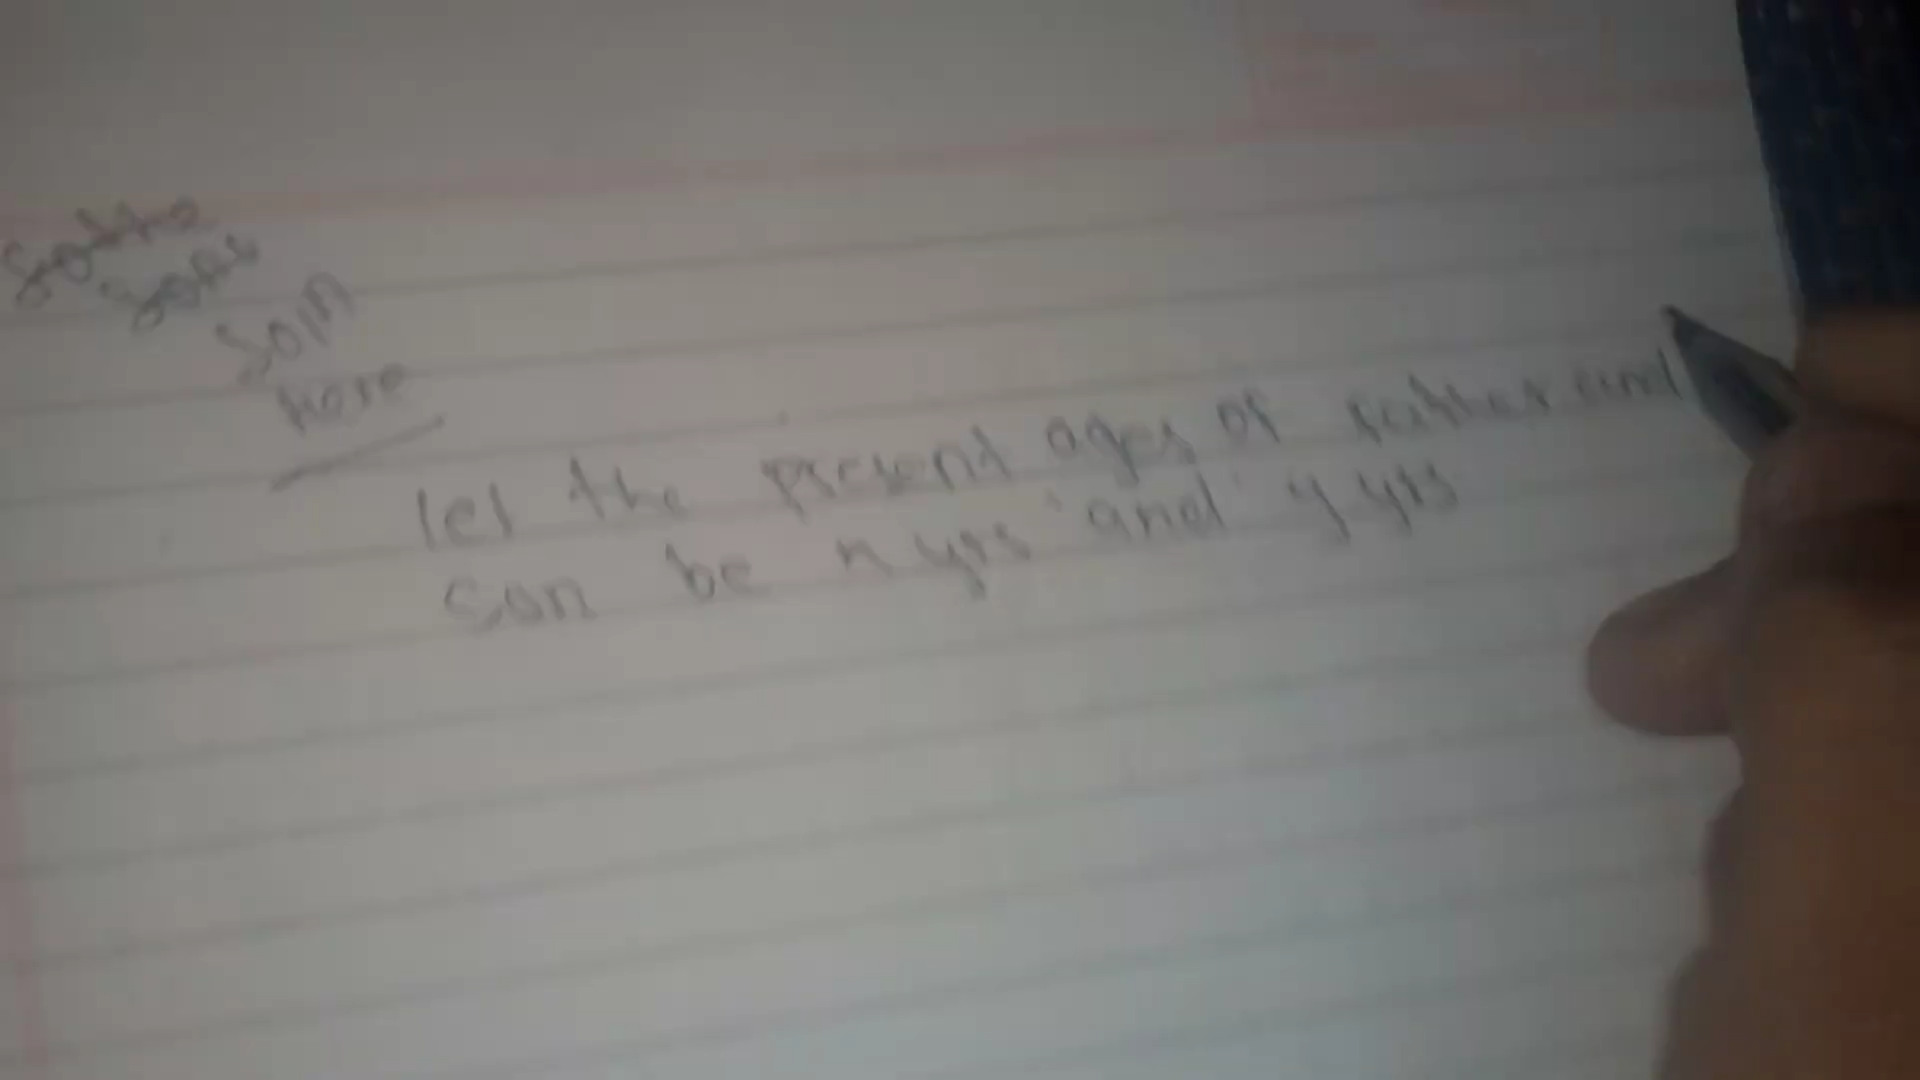 Soln
here
let the present ages of father and
son be x yrs and y yrs